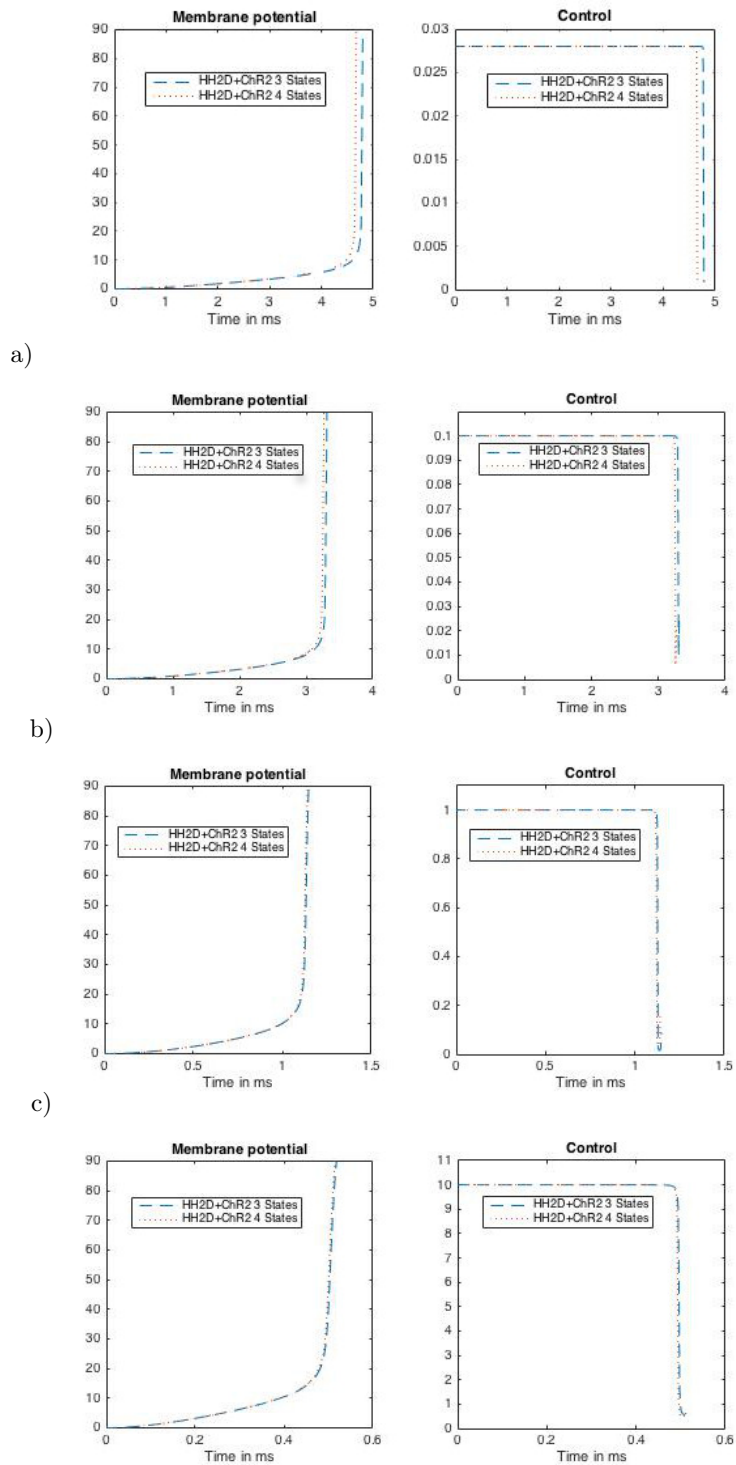 Membrane potential
90
80
70
60
50
40
30
20
10
0
HH2D+ChR2 3 States
HH2D+ChR2 4 States
0 1 2 3 4 5
Time in ms
Control
0.03
0.025
0.02
0.015
0.01
0.005
0
HH2D+ChR2 3 States
HH2D+ChR2 4 States
0 1 2 3 4 5
Time in ms
a)
Membrane potential
90
80
70
60
50
40
30
20
10
0
HH2D+ChR2 3 States
HH2D+ChR2 4 States
0 1 2 3 4
Time in ms
Control
0.1
0.09
0.08
0.07
0.06
0.05
0.04
0.03
0.02
0.01
0
HH2D+ChR2 3 States
HH2D+ChR2 4 States
0 1 2 3 4
Time in ms
b)
Membrane potential
90
80
70
60
50
40
30
20
10
0
HH2D+ChR2 3 States
HH2D+ChR2 4 States
0 0.5 1 1.5
Time in ms
Control
1
0.8
0.6
0.4
0.2
0
HH2D+ChR2 3 States
HH2D+ChR2 4 States
0 0.5 1 1.5
Time in ms
c)
Membrane potential
90
80
70
60
50
40
30
20
10
0
HH2D+ChR2 3 States
HH2D+ChR2 4 States
0 0.2 0.4 0.6
Time in ms
Control
11
10
9
8
7
6
5
4
3
2
1
0
HH2D+ChR2 3 States
HH2D+ChR2 4 States
0 0.2 0.4 0.6
Time in ms